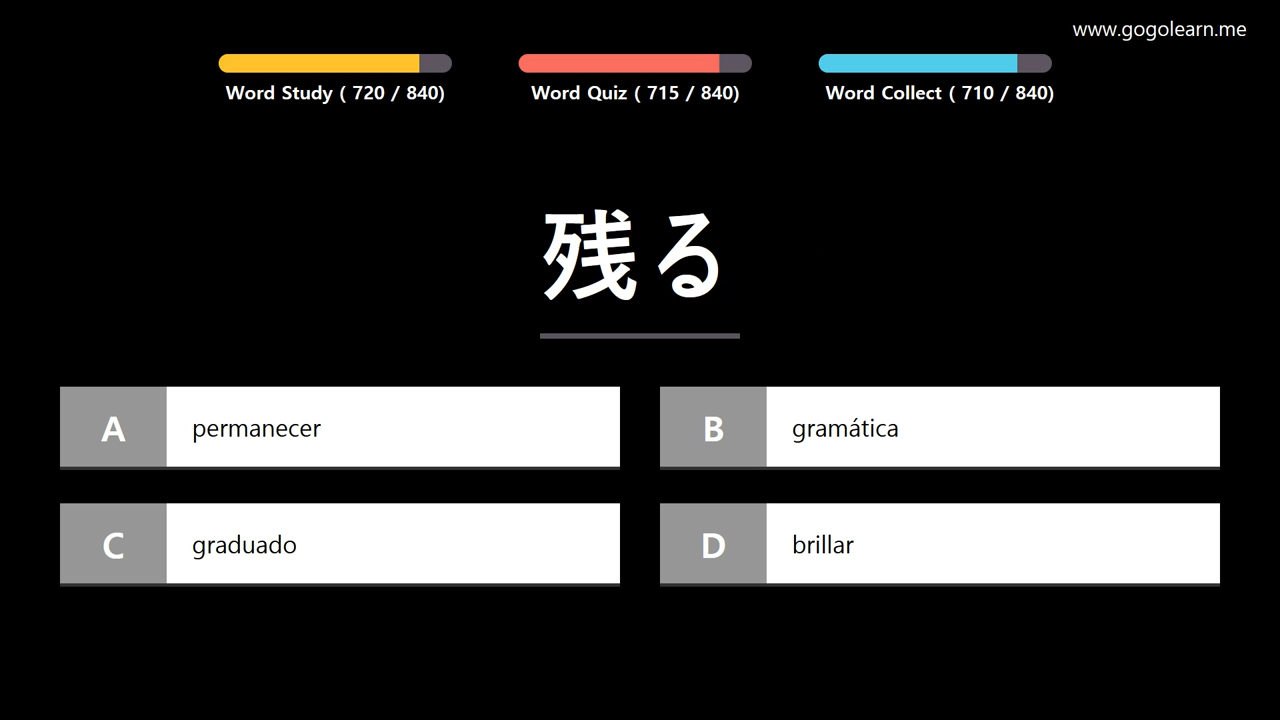 www.gogolearn.me
Word Study ( 720 / 840)
Word Quiz ( 715 / 840)
Word Collect ( 710 / 840)
残る
A permanecer
B gramática
C graduado
D brillar